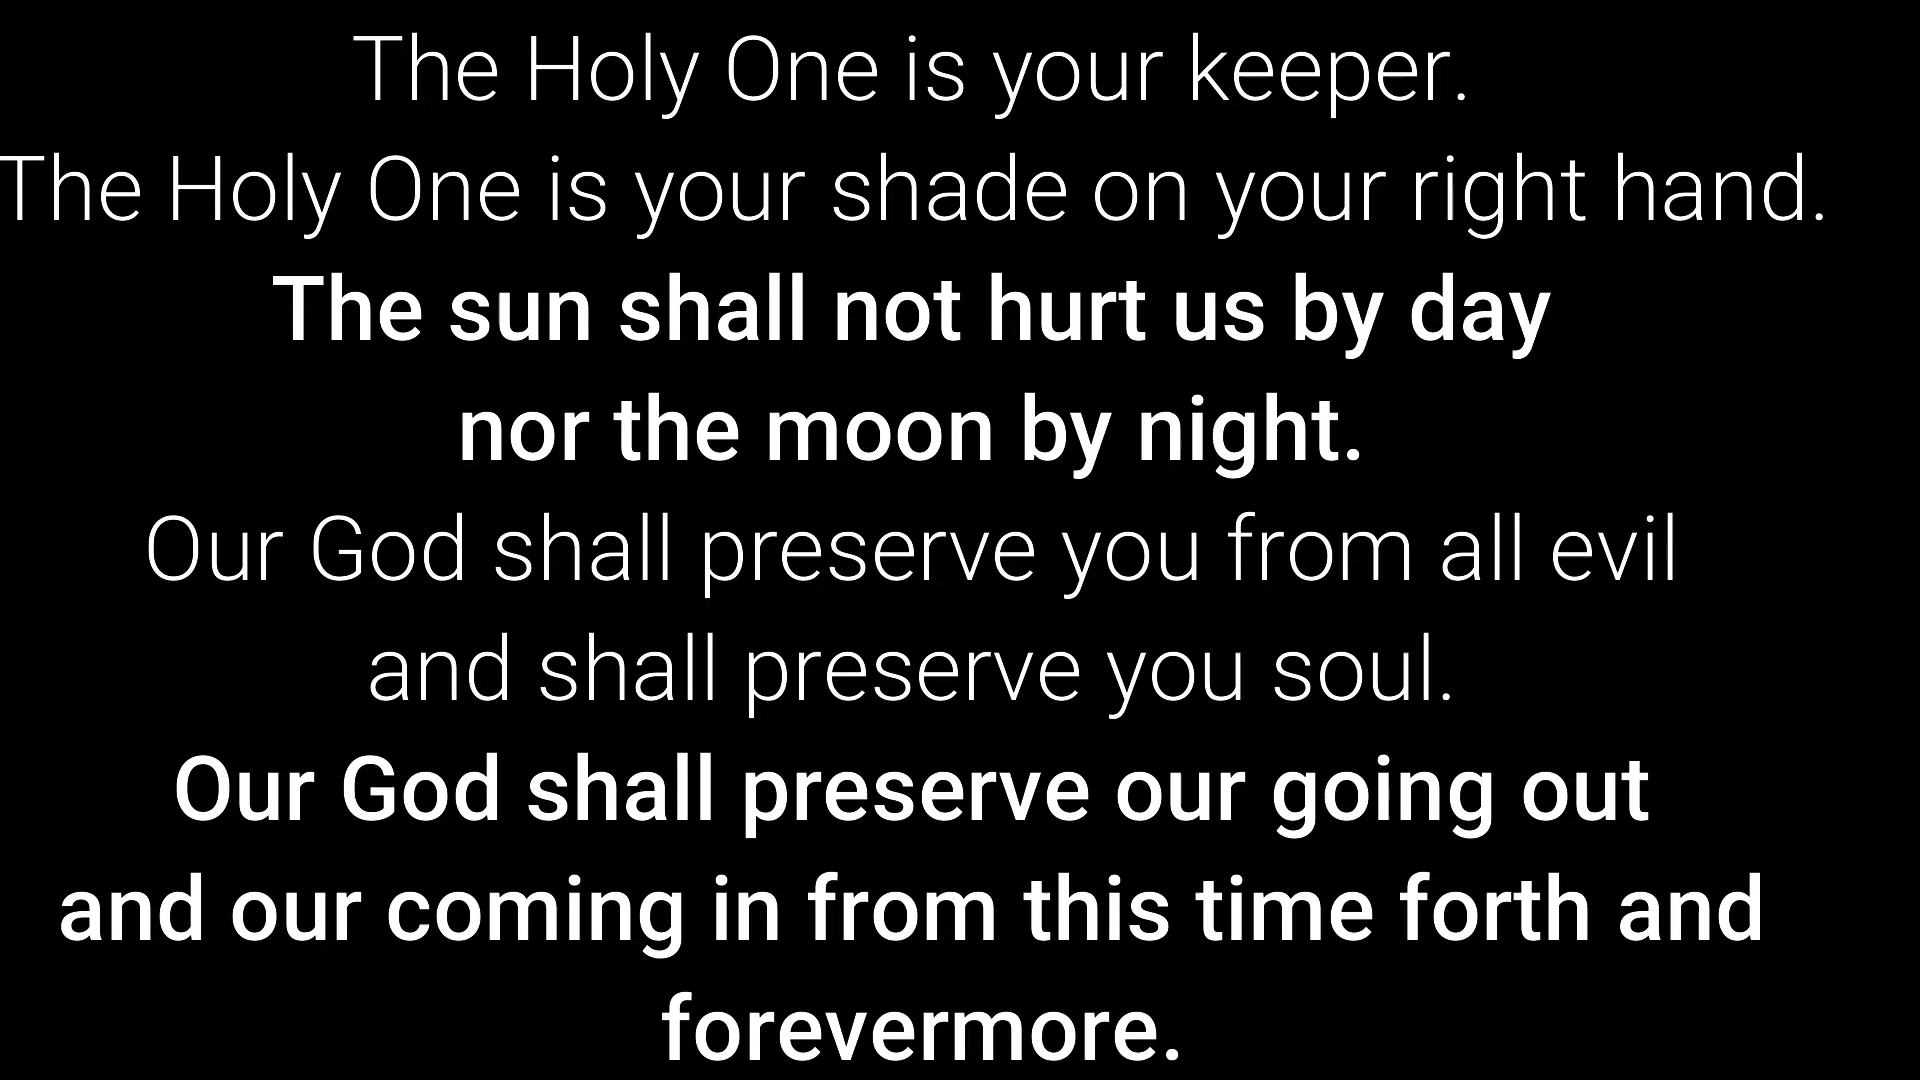 The Holy One is your keeper.
The Holy One is your shade on your right hand.
The sun shall not hurt us by day
nor the moon by night.
Our God shall preserve you from all evil
and shall preserve you soul.
Our God shall preserve our going out
and our coming in from this time forth and
forevermore.